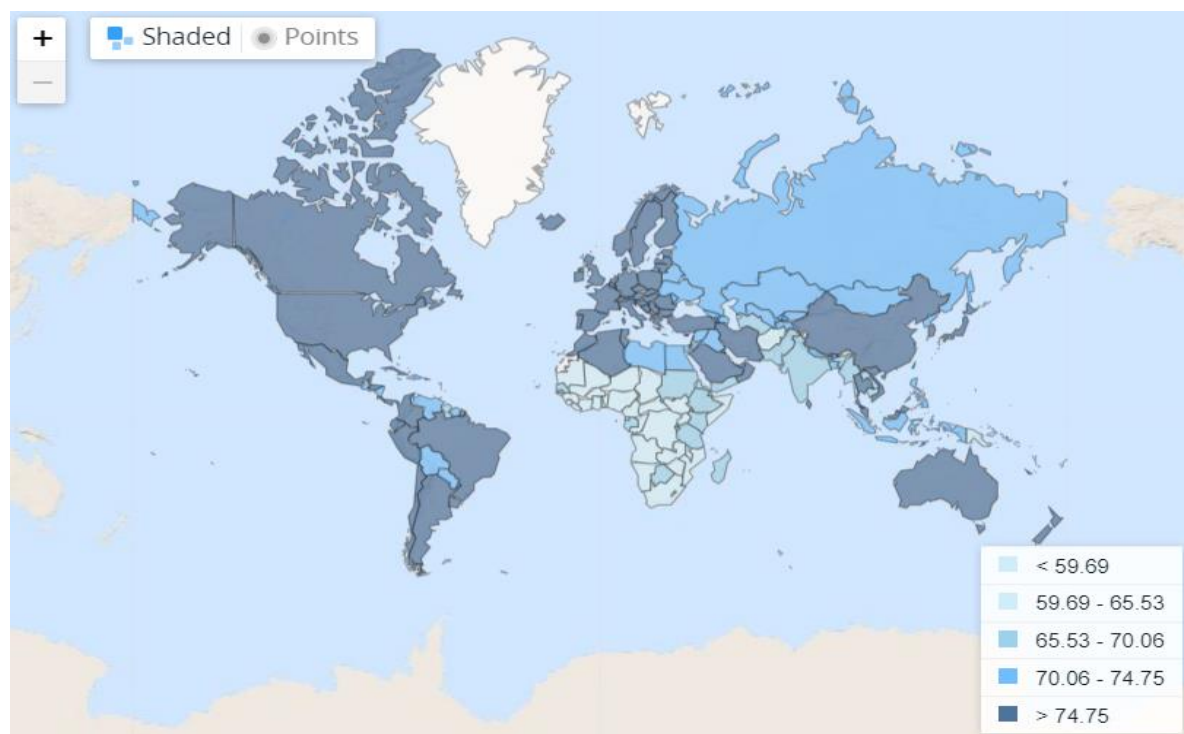 +
Shaded
Points
—
< 59.69
59.69 - 65.53
65.53 - 70.06
70.06 - 74.75
> 74.75